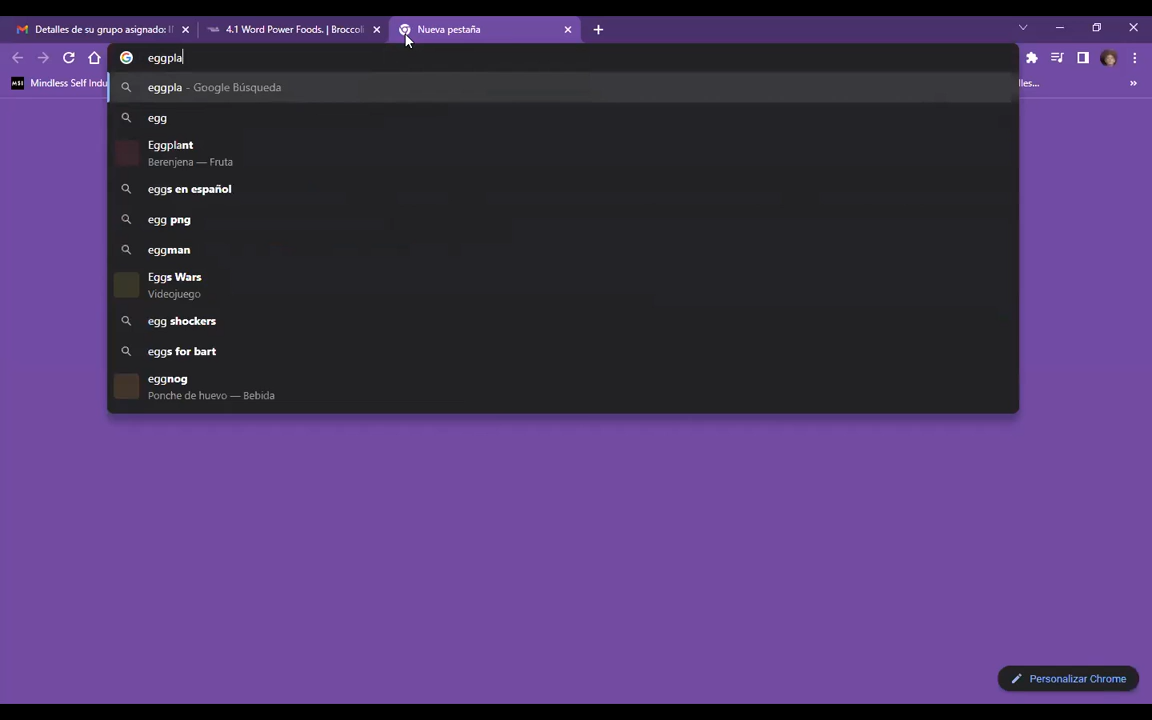 Detalles de su grupo asignado: II
4.1 Word Power Foods. | Broccoli
Nueva pestaña
eggpla
Mindless Self Indu
lles...
eggpla - Google Búsqueda
egg
Eggplant
Berenjena — Fruta
eggs en español
egg png
eggman
Eggs Wars
Videojuego
egg shockers
eggs for bart
eggnog
Ponche de huevo — Bebida
Personalizar Chrome